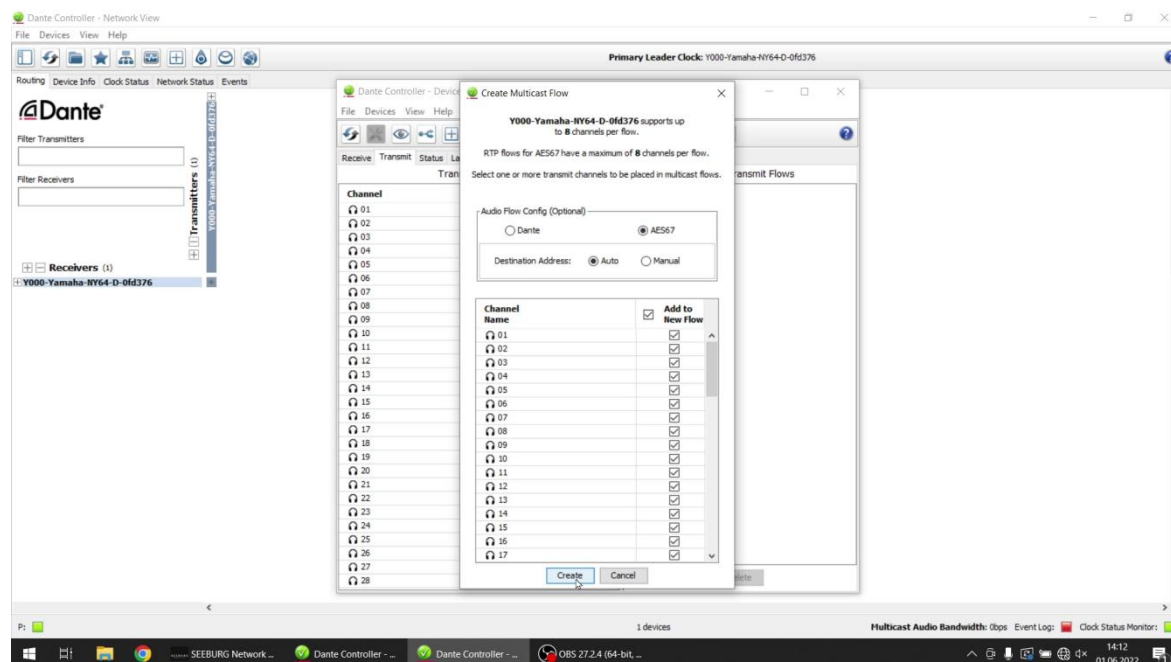 Dante Controller - Network View
File Devices View Help
Primary Leader Clock: Y000-Yamaha-NY64-D-0fd376
Routing Device Info Clock Status Network Status Events
Dante
Filter Transmitters
Filter Receivers
Transmitters (1)
Y000-Yamaha-NY64-D-0fd376
Receivers (1)
Y000-Yamaha-NY64-D-0fd376
Dante Controller - Device
File Devices View Help
Receive Transmit Status La
Tran
ransmit Flows
Channel
01
02
03
04
05
06
07
08
09
10
11
12
13
14
15
16
17
18
19
20
21
22
23
24
25
26
27
28
elete
Create Multicast Flow
Y000-Yamaha-NY64-D-0fd376 supports up
to 8 channels per flow.
RTP flows for AES67 have a maximum of 8 channels per flow.
Select one or more transmit channels to be placed in multicast flows.
Audio Flow Config (Optional)
Dante AES67
Destination Address: Auto Manual
Channel
Name
Add to
New Flow
01
02
03
04
05
06
07
08
09
10
11
12
13
14
15
16
17
Create Cancel
P:
1 devices
Multicast Audio Bandwidth: 0bps Event Log: Clock Status Monitor:
SEEBURG Network ...
Dante Controller - ...
Dante Controller - ...
OBS 27.2.4 (64-bit, ...
14:12
01.06.2022